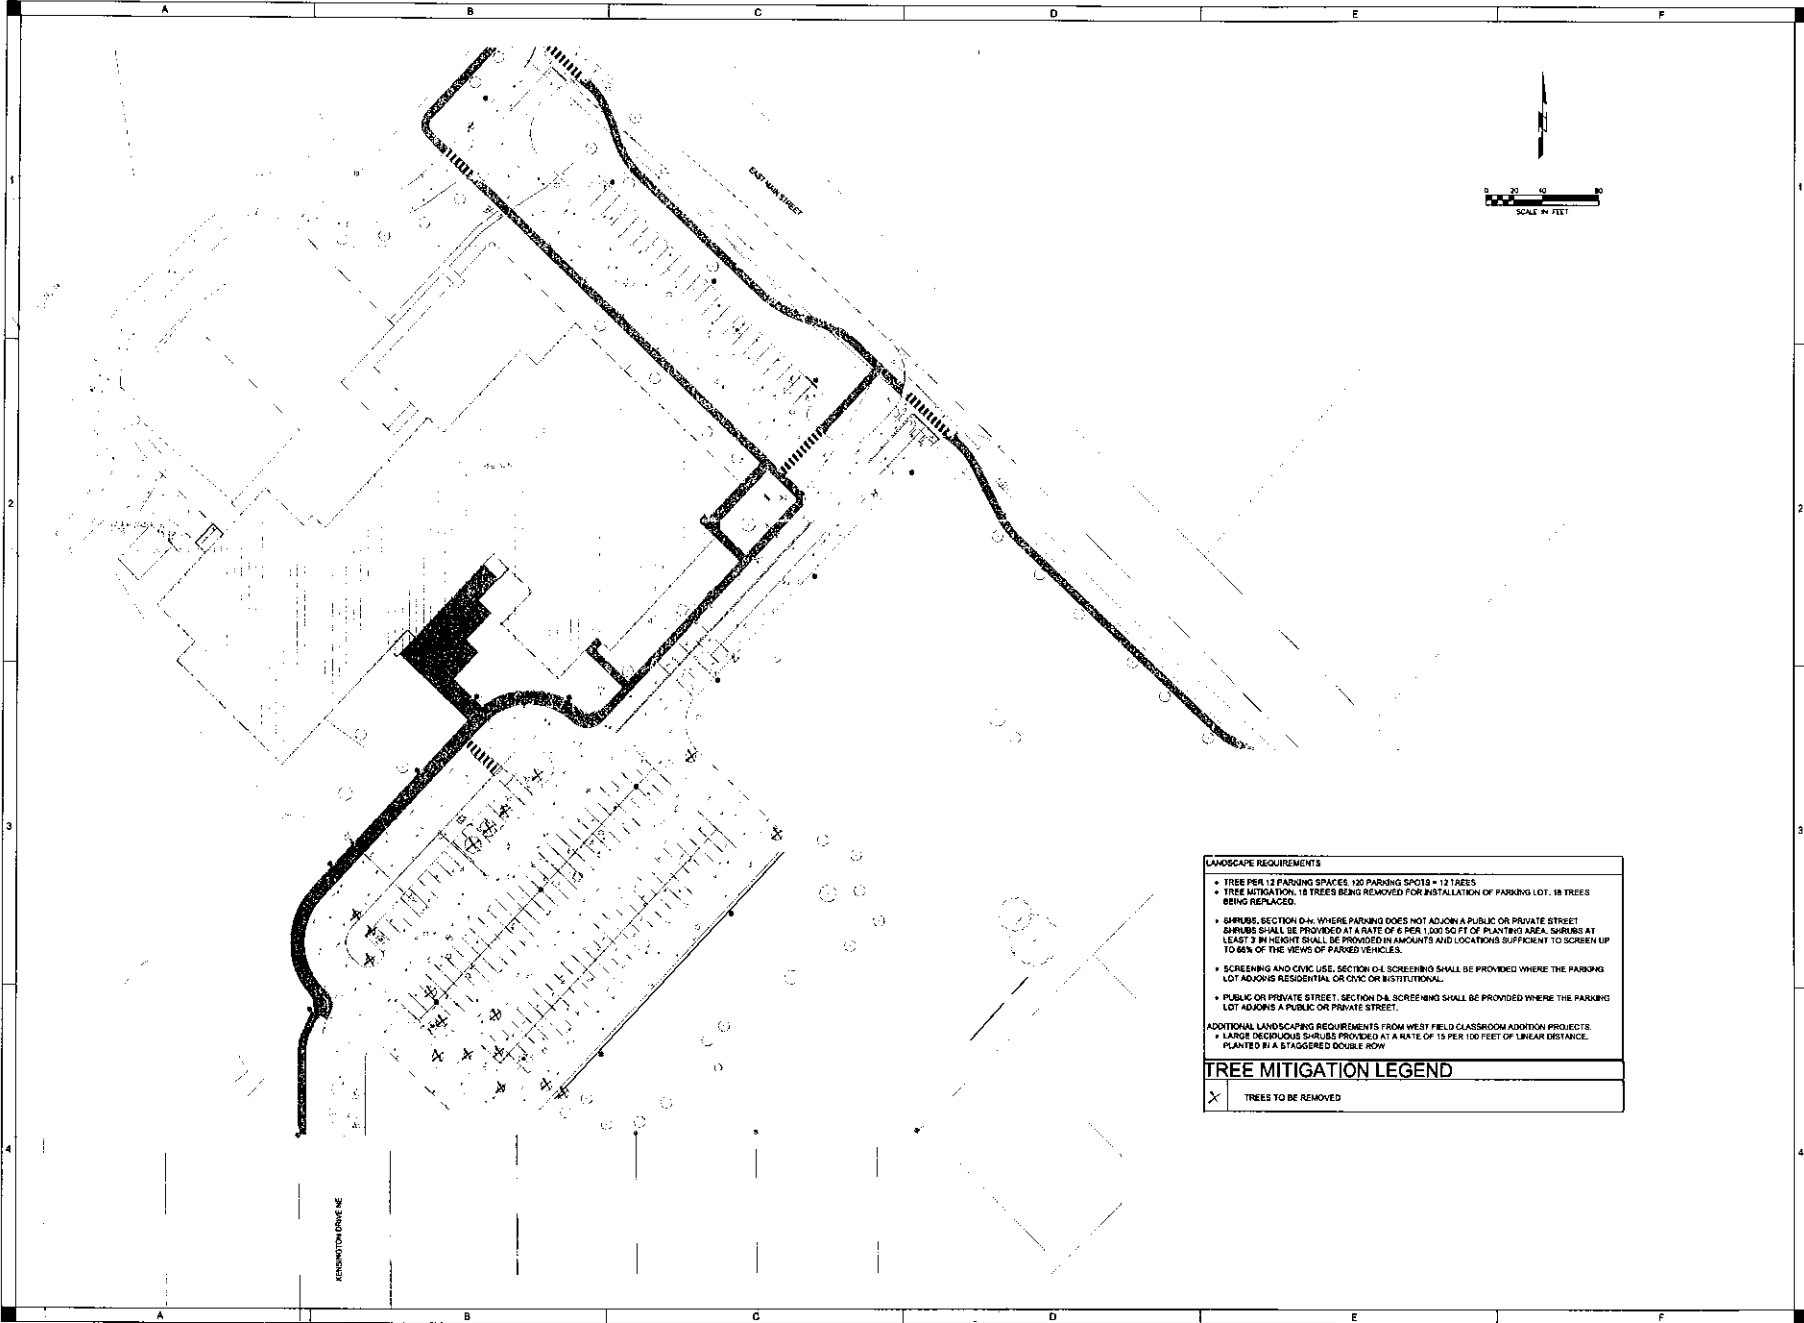 A B C D E F
1 1
EAST MAIN STREET
N
0 20 40 80
SCALE IN FEET
2 2
3 3
LANDSCAPE REQUIREMENTS
• TREE PER 12 PARKING SPACES. 120 PARKING SPOTS = 12 TREES
• TREE MITIGATION. 18 TREES BEING REMOVED FOR INSTALLATION OF PARKING LOT. 18 TREES
BEING REPLACED.
• SHRUBS. SECTION D-iv. WHERE PARKING DOES NOT ADJOIN A PUBLIC OR PRIVATE STREET
SHRUBS SHALL BE PROVIDED AT A RATE OF 6 PER 1,000 SQ FT OF PLANTING AREA. SHRUBS AT
LEAST 3' IN HEIGHT SHALL BE PROVIDED IN AMOUNTS AND LOCATIONS SUFFICIENT TO SCREEN UP
TO 66% OF THE VIEWS OF PARKED VEHICLES.
• SCREENING AND CIVIC USE. SECTION SCREENING SHALL BE PROVIDED WHERE THE PARKING
LOT ADJOINS RESIDENTIAL OR CIVIC OR INSTITUTIONAL.
• PUBLIC OR PRIVATE STREET. SECTION SCREENING SHALL BE PROVIDED WHERE THE PARKING
LOT ADJOINS A PUBLIC OR PRIVATE STREET.
ADDITIONAL LANDSCAPING REQUIREMENTS FROM WEST FIELD CLASSROOM ADDITION PROJECTS.
• LARGE DECIDUOUS SHRUBS PROVIDED AT A RATE OF 15 PER 100 FEET OF LINEAR DISTANCE.
PLANTED IN A STAGGERED DOUBLE ROW
TREE MITIGATION LEGEND
X TREES TO BE REMOVED
4 4
KENSINGTON DRIVE NE
A B C D E F